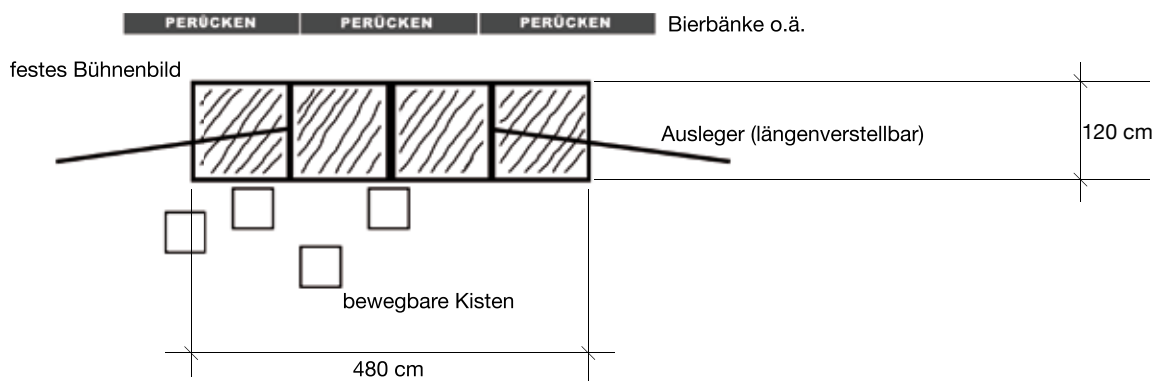 PERÜCKEN PERÜCKEN PERÜCKEN Bierbänke o.ä.
festes Bühnenbild
Ausleger (längenverstellbar) 120 cm
bewegbare Kisten
480 cm